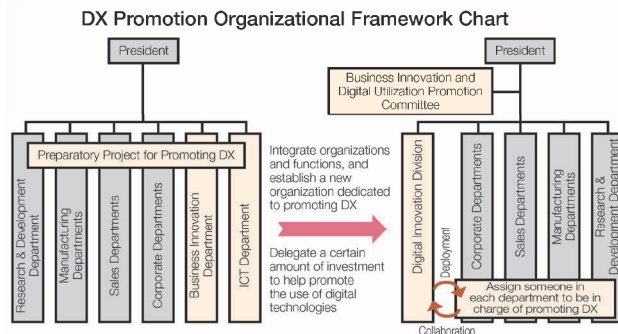 DX Promotion Organizational Framework Chart
President
Preparatory Project for Promoting DX
Research & Development
Department
Manufacturing
Departments
Sales Departments
Corporate Departments
Business Innovation
Department
ICT Department
Integrate organizations
and functions, and
establish a new
organization dedicated
to promoting DX
Delegate a certain
amount of investment
to help promote
the use of digital
technologies
President
Business Innovation and
Digital Utilization Promotion
Committee
Digital Innovation Division
Corporate Departments
Sales Departments
Manufacturing
Departments
Research &
Development Department
Deployment
Assign someone in
each department to be in
charge of promoting DX
Collaboration